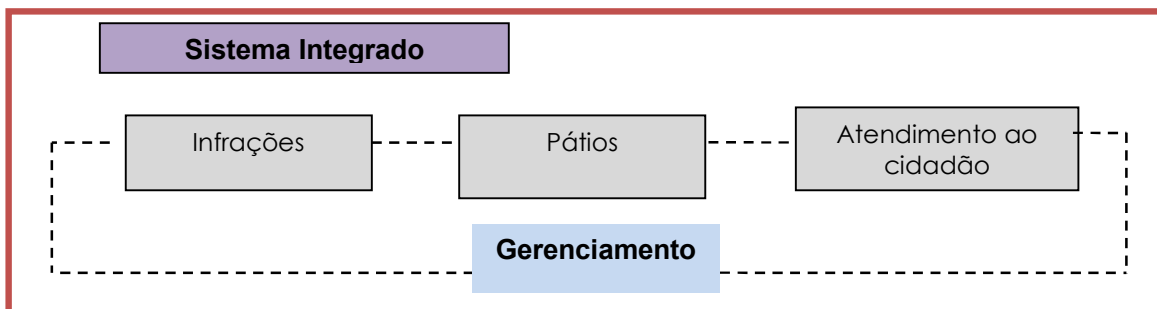 Sistema Integrado
Infrações
Pátios
Atendimento ao
cidadão
Gerenciamento